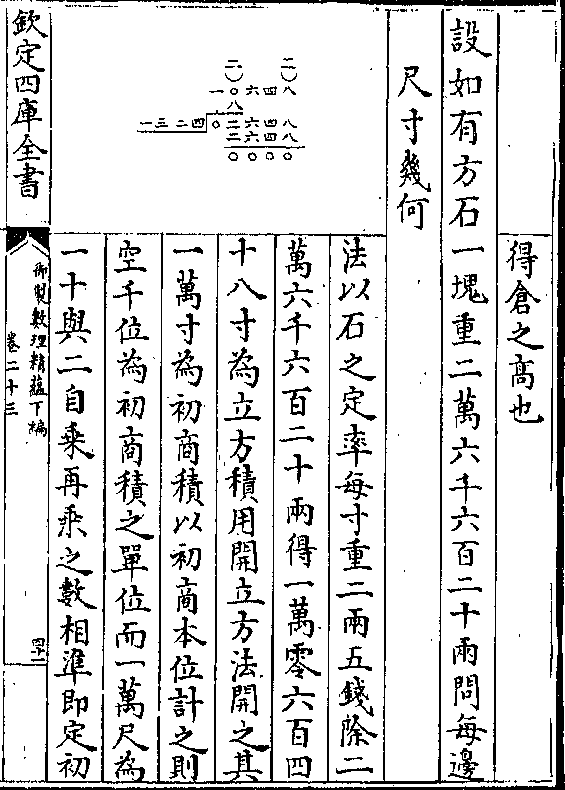 得倉之高也
設如有方石一塊重二萬六千六百二十兩問每邊
尺寸幾何
法以石之定率每寸重二兩五錢除二
萬六千六百二十兩得一萬零六百四
十八寸為立方積用開立方法開之其
一萬寸為初商積以初商本位計之則
空千位為初商積之單位而一萬尺為
一十與二自乗再乗之數相準即定初
二 二
一〇六四八
八
一三二四 〇二六四八
二六四八
〇〇〇〇
欽定四庫全書
御製數理精藴下編
卷二十三